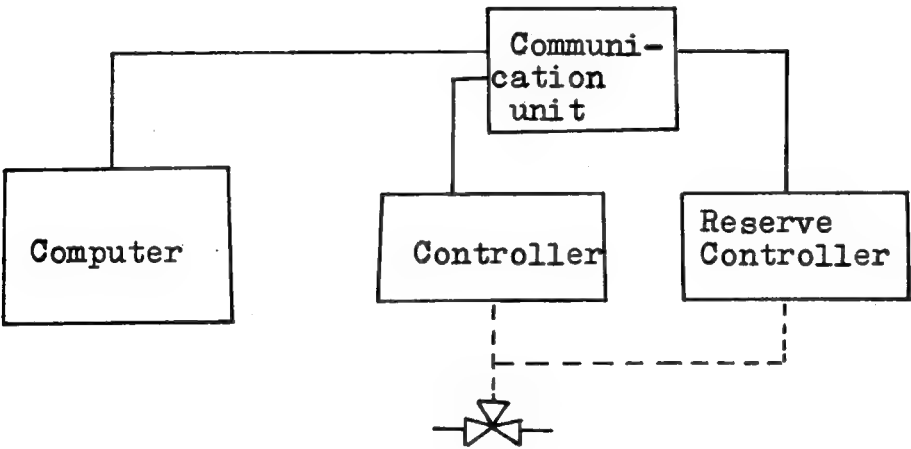 Communi-
cation
unit
Computer
Controller
Reserve
Controller